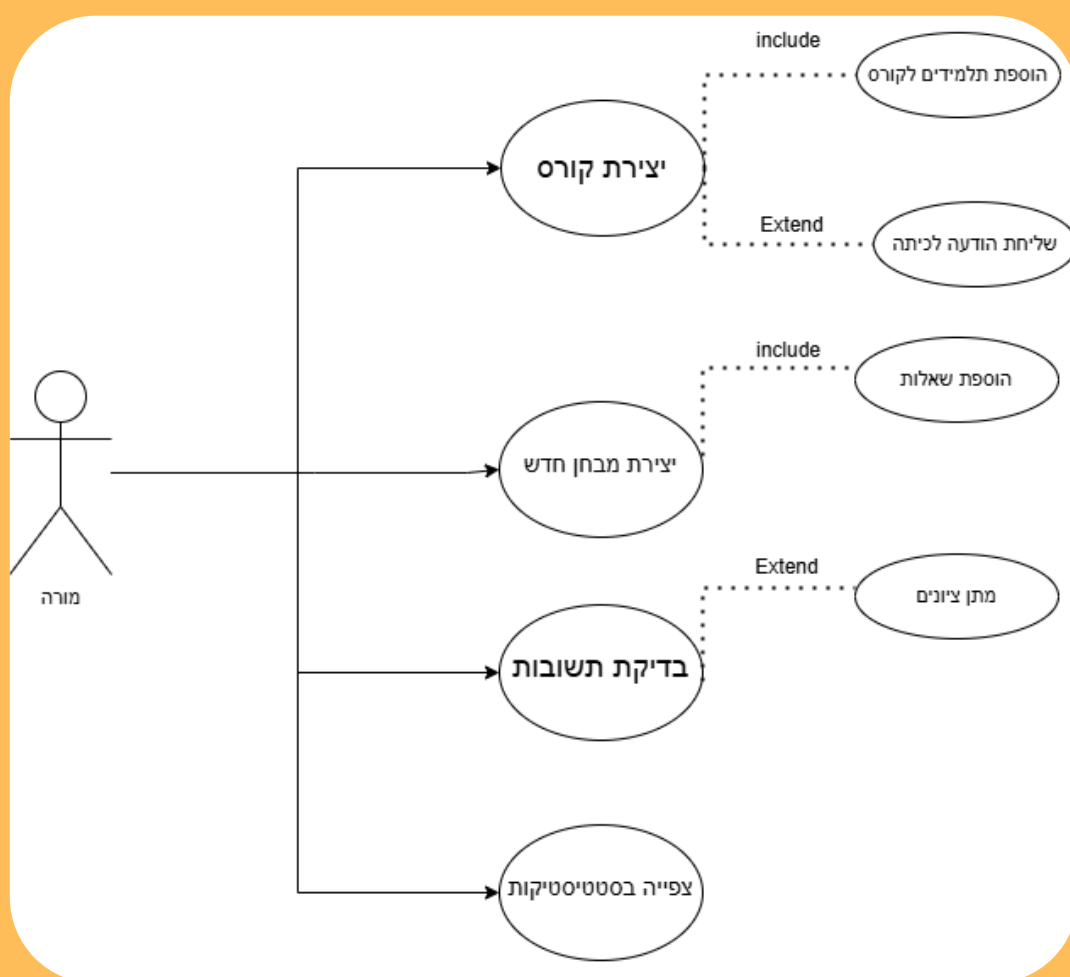 include
הוספת תלמידים לקורס
יצירת קורס
Extend
שליחת הודעה לכיתה
include
הוספת שאלות
יצירת מבחן חדש
Extend
מתן ציונים
מורה
בדיקת תשובות
צפייה בסטטיסטיקות